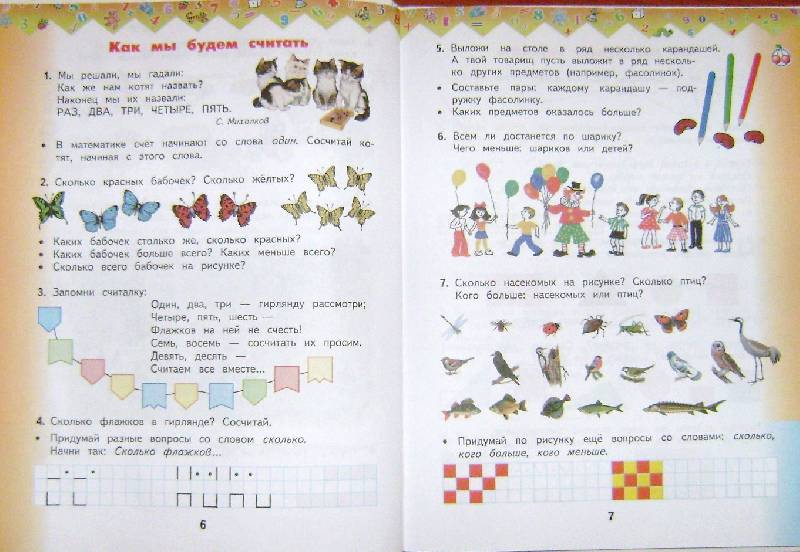 Как мы будем считать
1. Мы решали, мы гадали:
Как же нам котят назвать?
Наконец мы их назвали:
РАЗ, ДВА, ТРИ, ЧЕТЫРЕ, ПЯТЬ.
С. Михалков
• В математике счет начинают со слова один. Сосчитай ко-
тят, начиная с этого слова.
2. Сколько красных бабочек? Сколько жёлтых?
• Каких бабочек столько же, сколько красных?
• Каких бабочек больше всего? Каких меньше всего?
• Сколько всего бабочек на рисунке?
3. Запомни считалку:
Один, два, три — гирлянду рассмотри;
Четыре, пять, шесть —
Флажков на ней не счесть!
Семь, восемь — сосчитать их просим.
Девять, десять —
Считаем все вместе...
4. Сколько флажков в гирлянде? Сосчитай.
• Придумай разные вопросы со словом сколько.
Начни так: Сколько флажков...
6
5. Выложи на столе в ряд несколько карандашей.
А твой товарищ пусть выложит в ряд несколь-
ко других предметов (например, фасолинок).
• Составьте пары: каждому карандашу — под-
ружку фасолинку.
• Каких предметов оказалось больше?
6. Всем ли достанется по шарику?
Чего меньше: шариков или детей?
7. Сколько насекомых на рисунке? Сколько птиц?
Кого больше: насекомых или птиц?
• Придумай по рисунку ещё вопросы со словами: сколько,
кого больше, кого меньше.
7